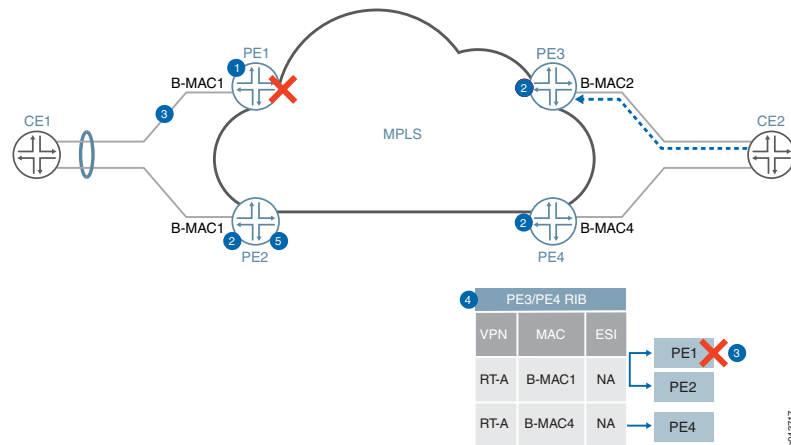 PE1
1
B-MAC1
3
CE1
MPLS
PE3
2
B-MAC2
CE2
B-MAC1
2
5
PE2
2
B-MAC4
PE4
4
PE3/PE4 RIB
VPN
MAC
ESI
RT-A
B-MAC1
NA
RT-A
B-MAC4
NA
PE1
3
PE2
PE4